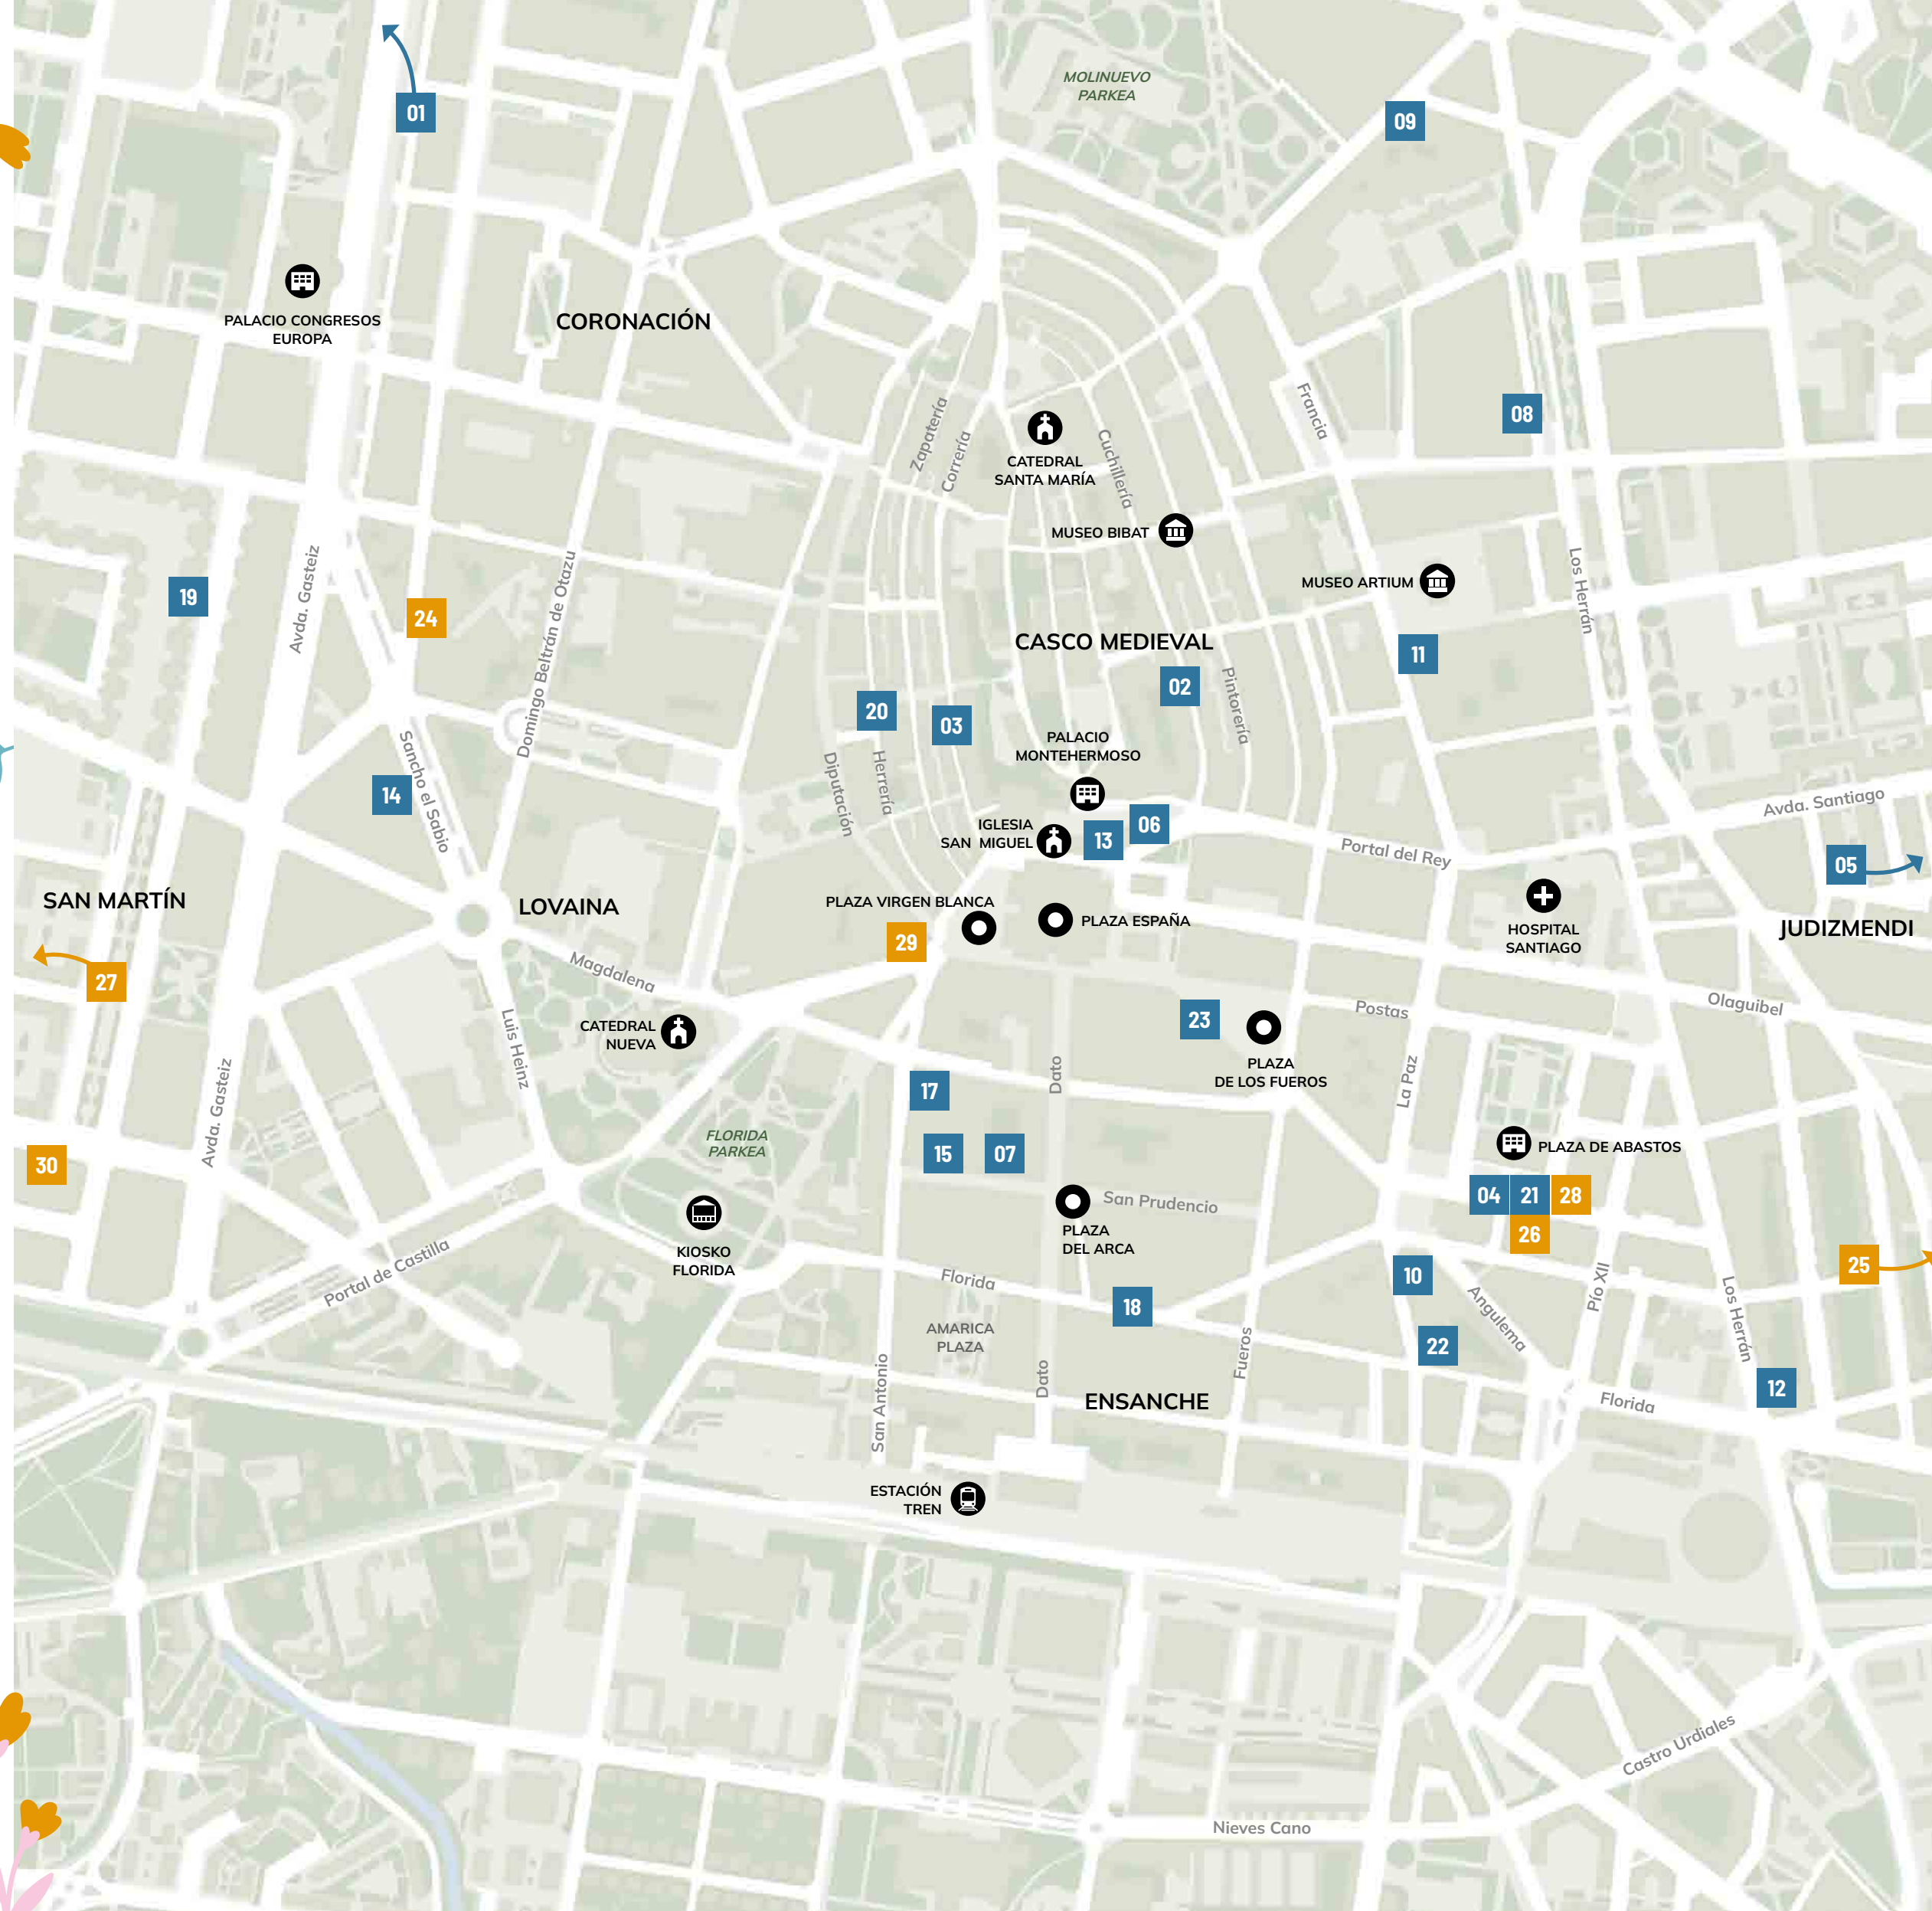 MOLINUEVO
PARKEA
01
09
PALACIO CONGRESOS
EUROPA
CORONACIÓN
Zapatería
Correría
Cuchillería
Francia
08
CATEDRAL
SANTA MARÍA
MUSEO BIBAT
MUSEO ARTIUM
Los Herrán
19
Avda. Gasteiz
24
Domingo Beltrán de Otazu
CASCO MEDIEVAL
11
02
Pintorería
20
03
PALACIO
MONTEHERMOSO
Sancho el Sabio
14
Diputación
Herrería
IGLESIA
SAN MIGUEL
13
06
Portal del Rey
Avda. Santiago
05
SAN MARTÍN
LOVAINA
PLAZA VIRGEN BLANCA
PLAZA ESPAÑA
HOSPITAL
SANTIAGO
JUDIZMENDI
29
27
Magdalena
Luis Heinz
CATEDRAL
NUEVA
23
Postas
Olaguibel
PLAZA
DE LOS FUEROS
Dato
La Paz
Avda. Gasteiz
17
FLORIDA
PARKEA
15
07
30
PLAZA DE ABASTOS
04
21
28
26
San Prudencio
PLAZA
DEL ARCA
KIOSKO
FLORIDA
Portal de Castilla
Florida
18
10
25
Angulema
Pío XII
Los Herrán
AMARICA
PLAZA
22
San Antonio
Dato
Fueros
ENSANCHE
12
Florida
ESTACIÓN
TREN
Castro Urdiales
Nieves Cano